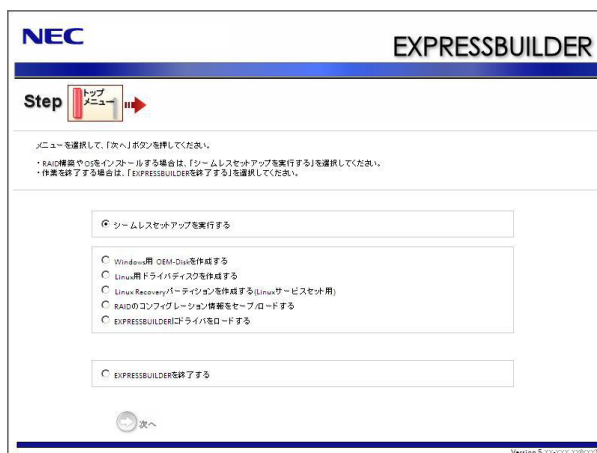 NEC
EXPRESSBUILDER
Step トップ
メニュー
メニューを選択して、「次へ」ボタンを押してください。
・RAID構築やOSをインストールする場合は、「シームレスセットアップを実行する」を選択してください。
・作業を終了する場合は、「EXPRESSBUILDERを終了する」を選択してください。
シームレスセットアップを実行する
Windows用 OEM-Diskを作成する
Linux用ドライバディスクを作成する
Linux Recoveryパーティションを作成する(Linuxサービスセット用)
RAIDのコンフィグレーション情報をセーブ/ロードする
EXPRESSBUILDERにドライバをロードする
EXPRESSBUILDERを終了する
次へ
Version 5